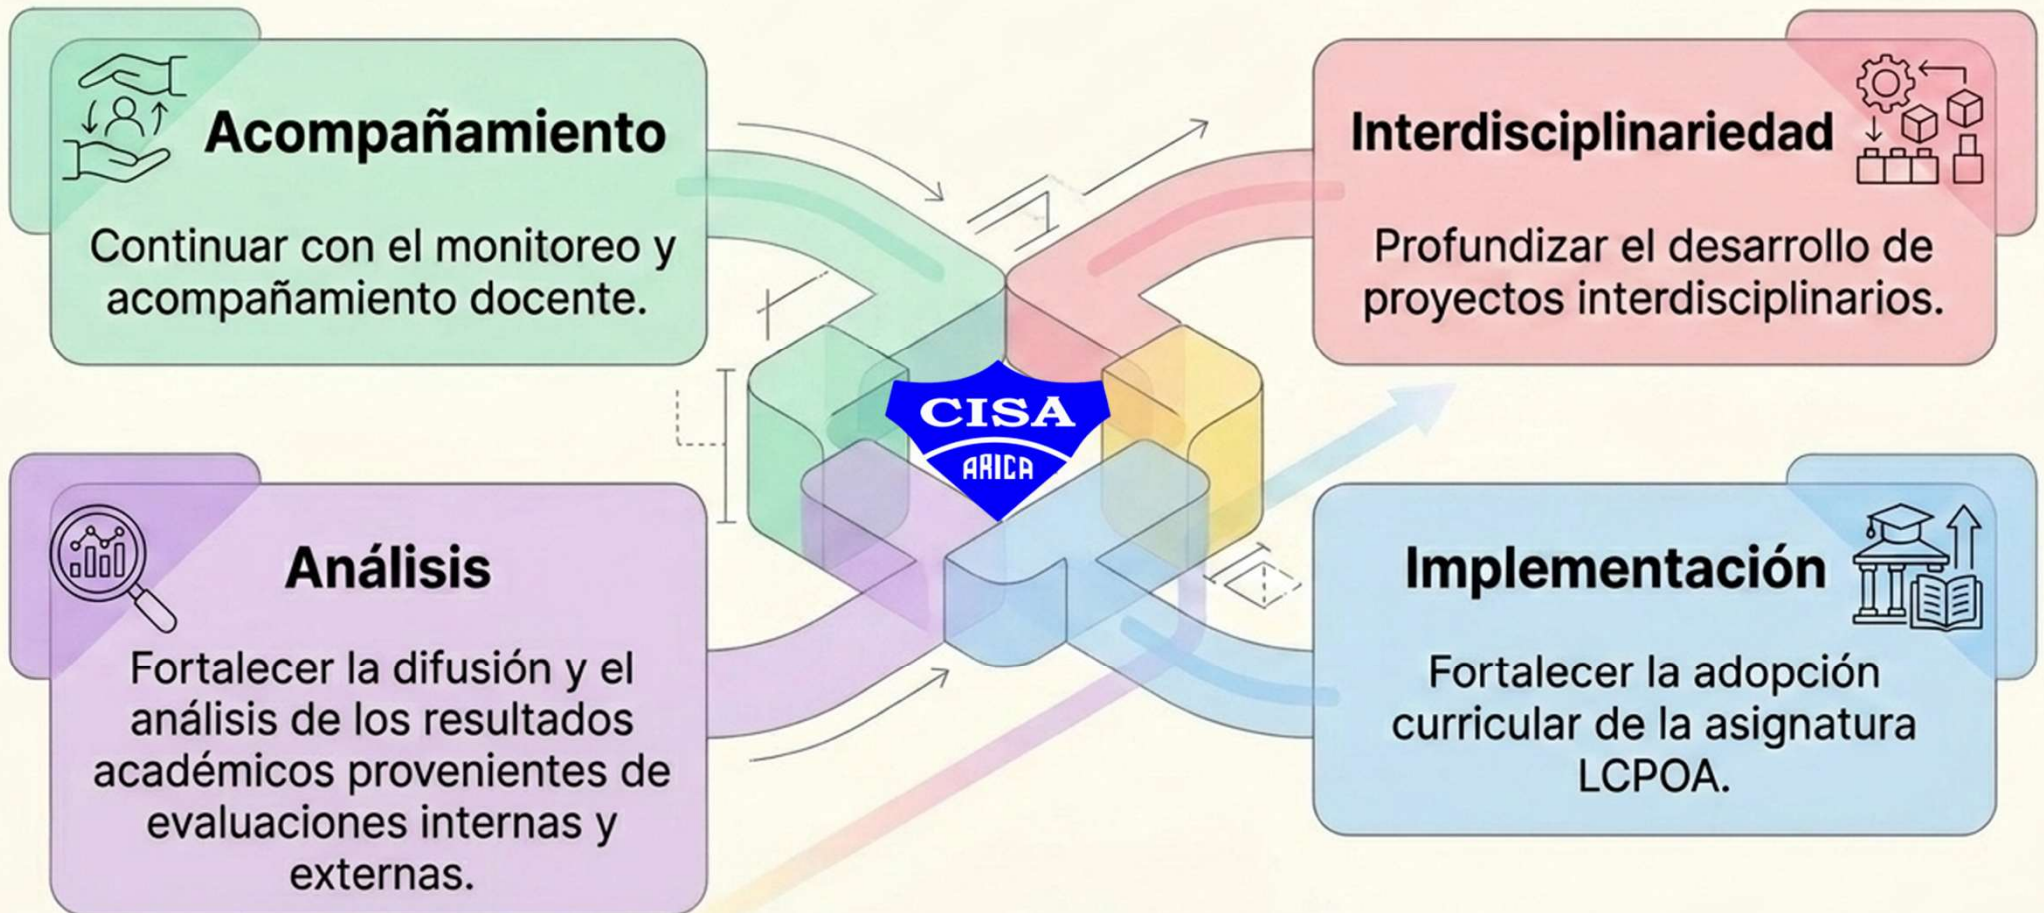 Acompañamiento
Continuar con el monitoreo y
acompañamiento docente.
Interdisciplinariedad
Profundizar el desarrollo de
proyectos interdisciplinarios.
CISA
ARICA
Análisis
Fortalecer la difusión y el
análisis de los resultados
académicos provenientes de
evaluaciones internas y
externas.
Implementación
Fortalecer la adopción
curricular de la asignatura
LCPOA.